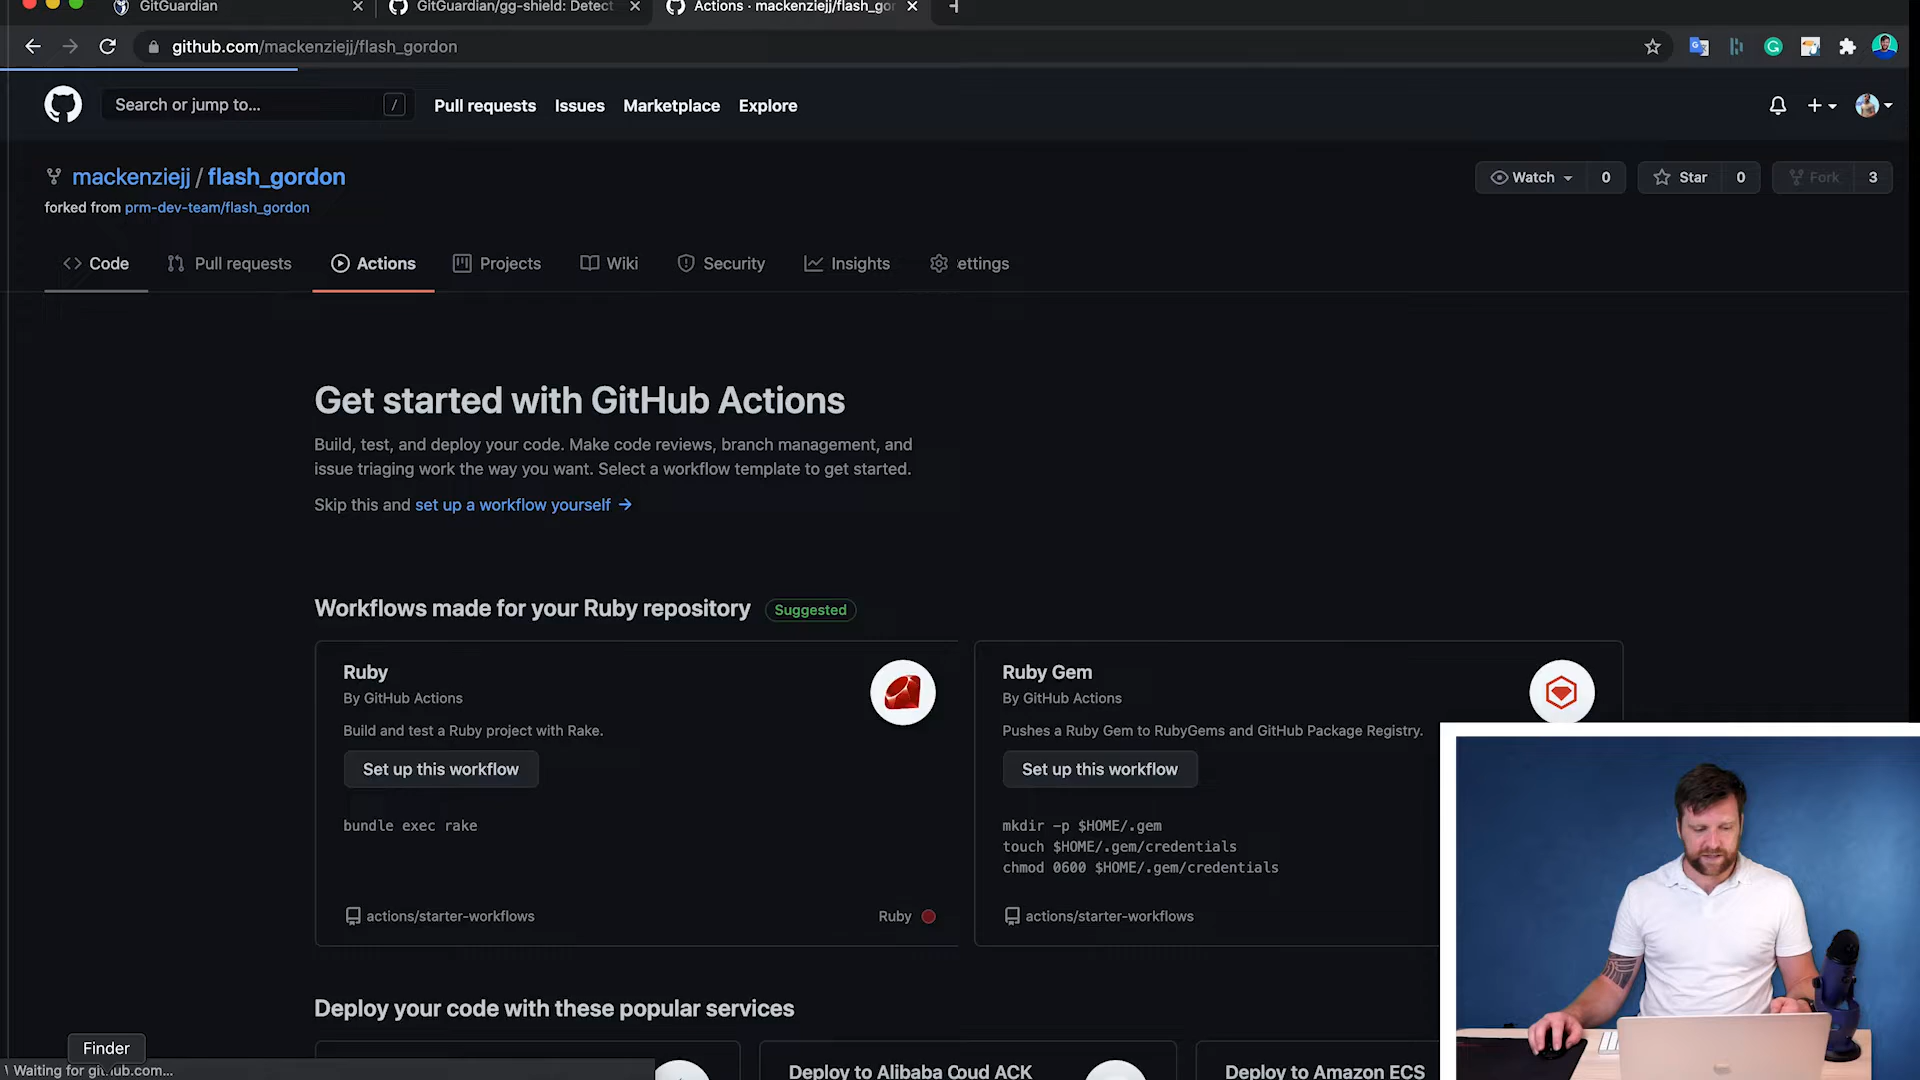 GitGuardian
GitGuardian/gg-shield: Detect
Actions · mackenziejj/flash_gor
github.com/mackenziejj/flash_gordon
Search or jump to...
/
Pull requests
Issues
Marketplace
Explore
mackenziejj / flash_gordon
Watch
0
Star
0
Fork
3
forked from prm-dev-team/flash_gordon
Code
Pull requests
Actions
Projects
Wiki
Security
Insights
ettings
Get started with GitHub Actions
Build, test, and deploy your code. Make code reviews, branch management, and
issue triaging work the way you want. Select a workflow template to get started.
Skip this and set up a workflow yourself →
Workflows made for your Ruby repository
Suggested
Ruby
By GitHub Actions
Build and test a Ruby project with Rake.
Set up this workflow
bundle exec rake
actions/starter-workflows
Ruby
Ruby Gem
By GitHub Actions
Pushes a Ruby Gem to RubyGems and GitHub Package Registry.
Set up this workflow
mkdir -p $HOME/.gem
touch $HOME/.gem/credentials
chmod 0600 $HOME/.gem/credentials
actions/starter-workflows
Deploy your code with these popular services
Deploy to Alibaba Coud ACK
Deploy to Amazon ECS
Finder
Waiting for github.com...